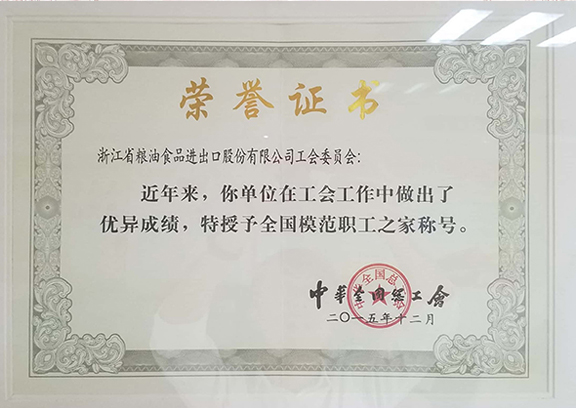 荣誉证书
浙江省粮油食品进出口股份有限公司工会委员会：
近年来，你单位在工会工作中做出了
优异成绩，特授予全国模范职工之家称号。
中華全国總工會
二〇一五年十二月